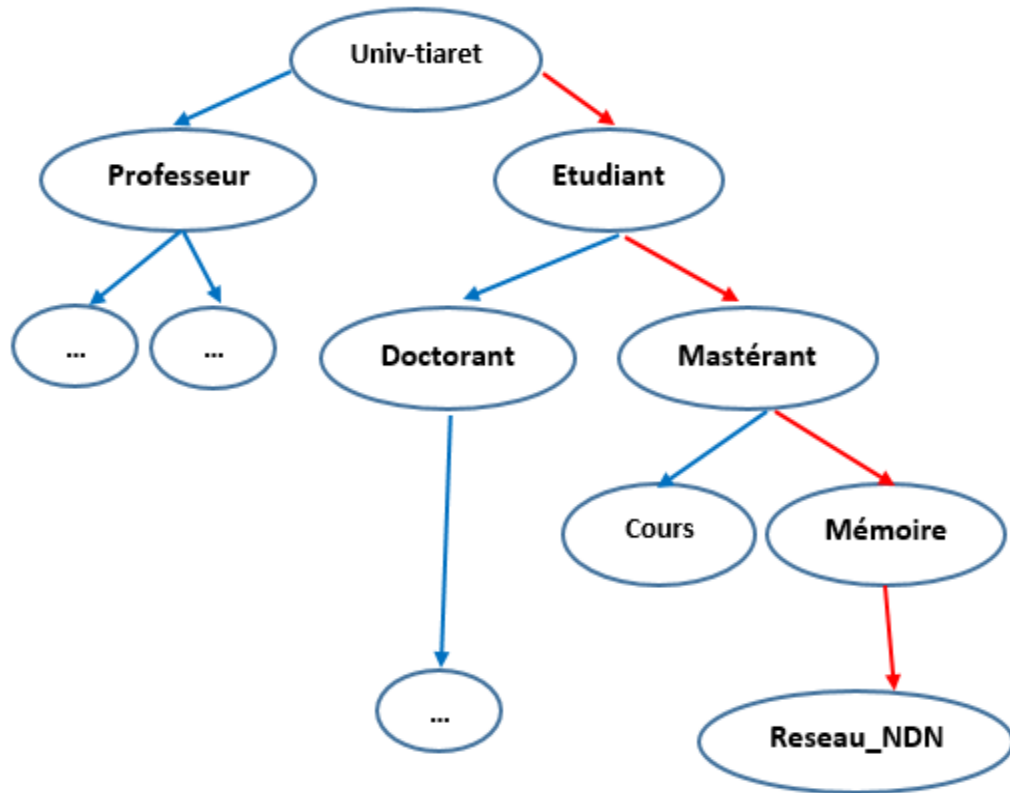 Univ-tiaret
Professeur
Etudiant
...
...
Doctorant
Mastérant
Cours
Mémoire
...
Reseau_NDN